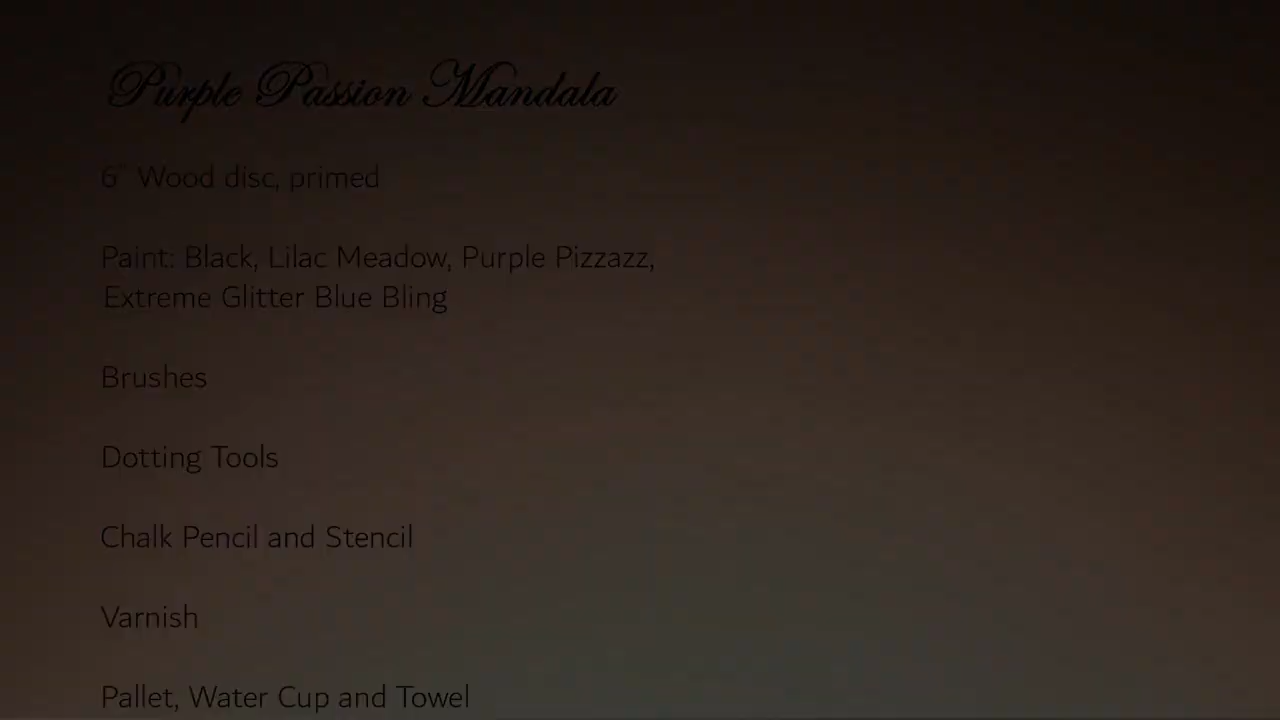 Purple Passion Mandala
6" Wood disc, primed
Paint: Black, Lilac Meadow, Purple Pizzazz,
Extreme Glitter Blue Bling
Brushes
Dotting Tools
Chalk Pencil and Stencil
Varnish
Pallet, Water Cup and Towel